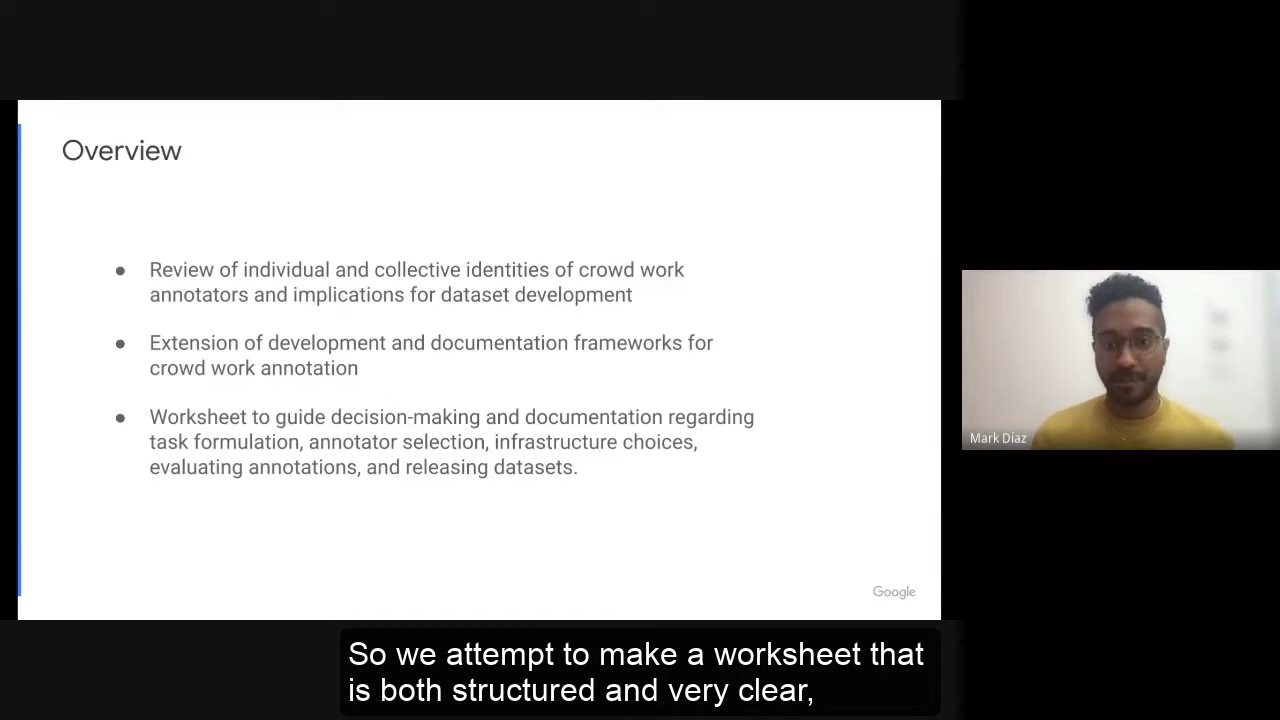 Overview
● Review of individual and collective identities of crowd work
annotators and implications for dataset development
● Extension of development and documentation frameworks for
crowd work annotation
● Worksheet to guide decision-making and documentation regarding
task formulation, annotator selection, infrastructure choices,
evaluating annotations, and releasing datasets.
Google
Mark Díaz
So we attempt to make a worksheet that
is both structured and very clear,